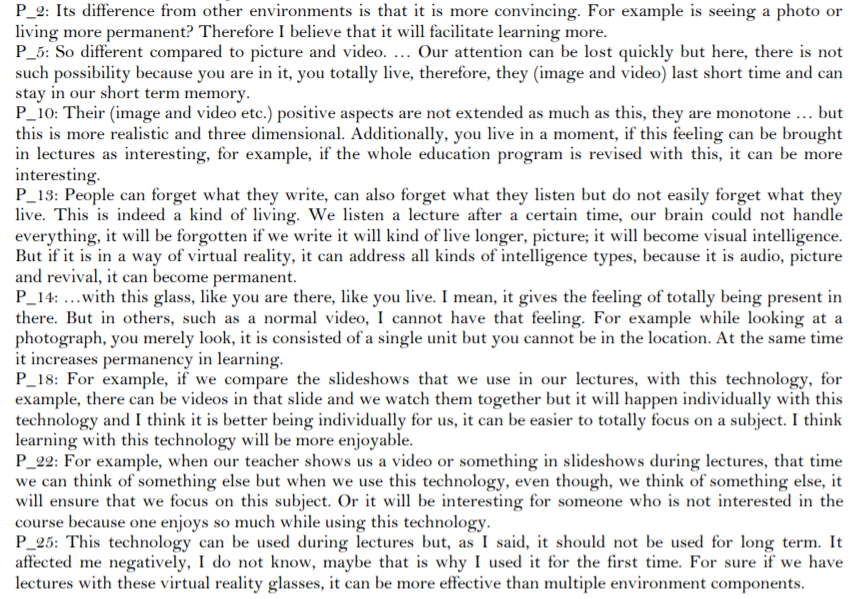 P_2: Its difference from other environments is that it is more convincing. For example is seeing a photo or
living more permanent? Therefore I believe that it will facilitate learning more.
P_5: So different compared to picture and video. … Our attention can be lost quickly but here, there is not
such possibility because you are in it, you totally live, therefore, they (image and video) last short time and can
stay in our short term memory.
P_10: Their (image and video etc.) positive aspects are not extended as much as this, they are monotone … but
this is more realistic and three dimensional. Additionally, you live in a moment, if this feeling can be brought
in lectures as interesting, for example, if the whole education program is revised with this, it can be more
interesting.
P_13: People can forget what they write, can also forget what they listen but do not easily forget what they
live. This is indeed a kind of living. We listen a lecture after a certain time, our brain could not handle
everything, it will be forgotten if we write it will kind of live longer, picture; it will become visual intelligence.
But if it is in a way of virtual reality, it can address all kinds of intelligence types, because it is audio, picture
and revival, it can become permanent.
P_14: …with this glass, like you are there, like you live. I mean, it gives the feeling of totally being present in
there. But in others, such as a normal video, I cannot have that feeling. For example while looking at a
photograph, you merely look, it is consisted of a single unit but you cannot be in the location. At the same time
it increases permanency in learning.
P_18: For example, if we compare the slideshows that we use in our lectures, with this technology, for
example, there can be videos in that slide and we watch them together but it will happen individually with this
technology and I think it is better being individually for us, it can be easier to totally focus on a subject. I think
learning with this technology will be more enjoyable.
P_22: For example, when our teacher shows us a video or something in slideshows during lectures, that time
we can think of something else but when we use this technology, even though, we think of something else, it
will ensure that we focus on this subject. Or it will be interesting for someone who is not interested in the
course because one enjoys so much while using this technology.
P_25: This technology can be used during lectures but, as I said, it should not be used for long term. It
affected me negatively, I do not know, maybe that is why I used it for the first time. For sure if we have
lectures with these virtual reality glasses, it can be more effective than multiple environment components.